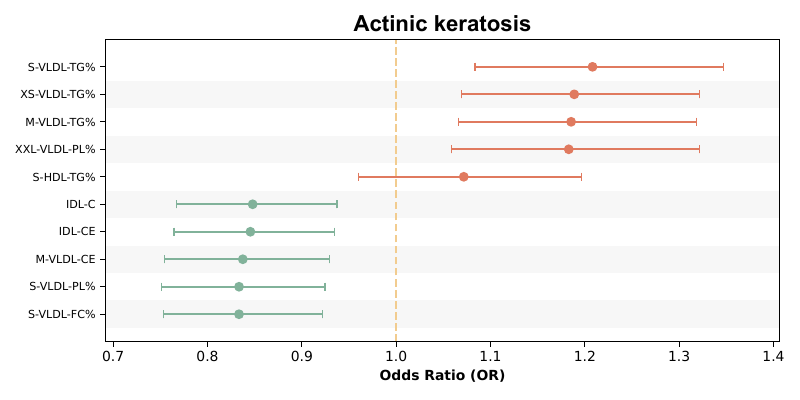 Actinic keratosis
S-VLDL-TG%
XS-VLDL-TG%
M-VLDL-TG%
XXL-VLDL-PL%
S-HDL-TG%
IDL-C
IDL-CE
M-VLDL-CE
S-VLDL-PL%
S-VLDL-FC%
0.7 0.8 0.9 1.0 1.1 1.2 1.3 1.4
Odds Ratio (OR)